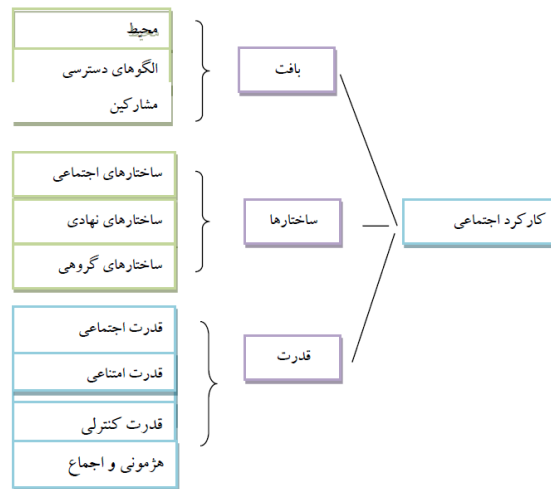 کارکرد اجتماعی
بافت
محیط
الگوهای دسترسی
مشارکین
ساختارها
ساختارهای اجتماعی
ساختارهای نهادی
ساختارهای گروهی
قدرت
قدرت اجتماعی
قدرت امتناعی
قدرت کنترلی
هژمونی و اجماع